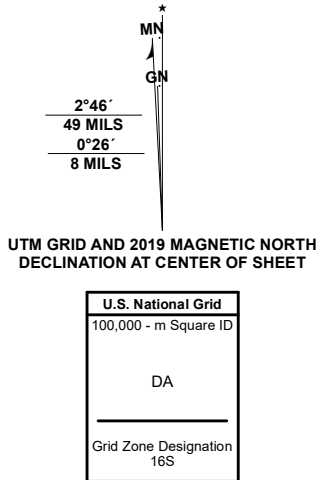 MN
GN
2°46´
49 MILS
0°26´
8 MILS
UTM GRID AND 2019 MAGNETIC NORTH
DECLINATION AT CENTER OF SHEET
U.S. National Grid
100,000 - m Square ID
DA
Grid Zone Designation
16S